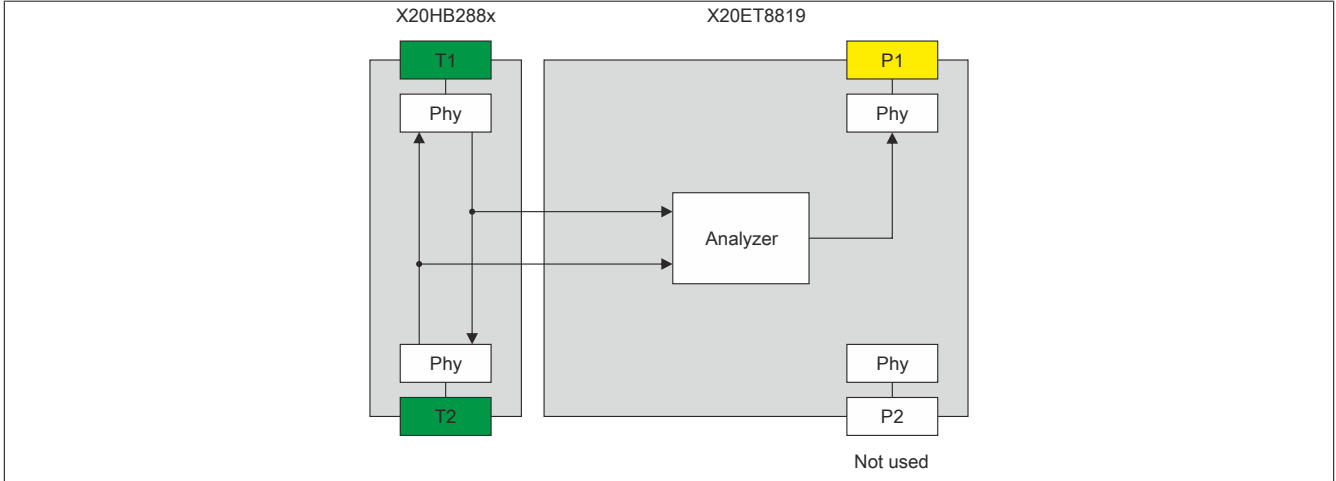 X20HB288x
X20ET8819
T1
P1
Phy
Phy
Analyzer
Phy
Phy
T2
P2
Not used